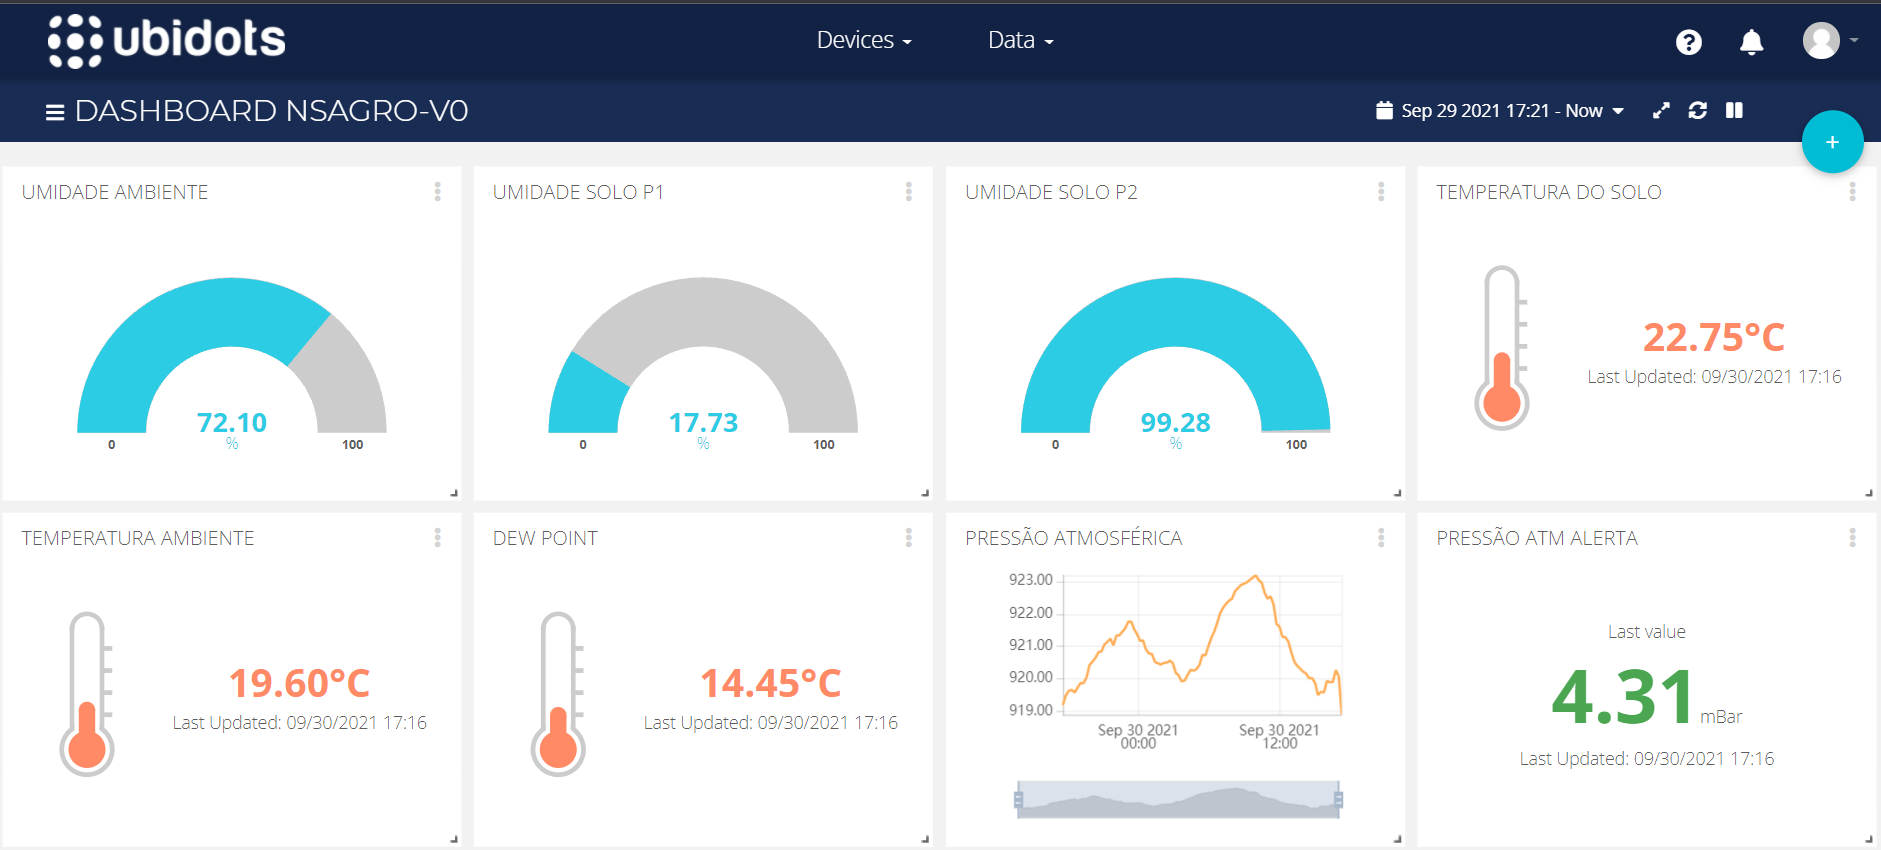 ubidots
Devices
Data
DASHBOARD NSAGRO-V0
Sep 29 2021 17:21 - Now
+
UMIDADE AMBIENTE
72.10
%
0
100
UMIDADE SOLO P1
17.73
%
0
100
UMIDADE SOLO P2
99.28
%
0
100
TEMPERATURA DO SOLO
22.75°C
Last Updated: 09/30/2021 17:16
TEMPERATURA AMBIENTE
19.60°C
Last Updated: 09/30/2021 17:16
DEW POINT
14.45°C
Last Updated: 09/30/2021 17:16
PRESSÃO ATMOSFÉRICA
923.00
922.00
921.00
920.00
919.00
Sep 30 2021
00:00
Sep 30 2021
12:00
PRESSÃO ATM ALERTA
Last value
4.31 mBar
Last Updated: 09/30/2021 17:16